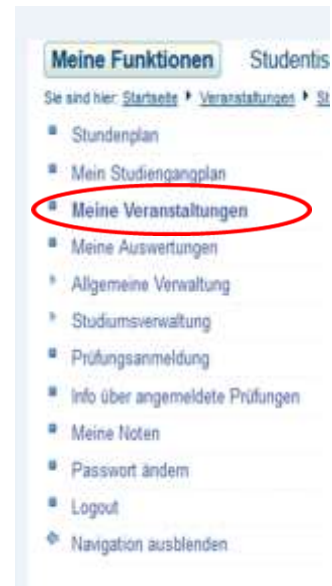 Meine Funktionen Studentis
Sie sind hier: Startseite Veranstaltungen St
Stundenplan
Mein Studiengangplan
Meine Veranstaltungen
Meine Auswertungen
Allgemeine Verwaltung
Studiumsverwaltung
Prüfungsanmeldung
Info über angemeldete Prüfungen
Meine Noten
Passwort ändern
Logout
Navigation ausblenden